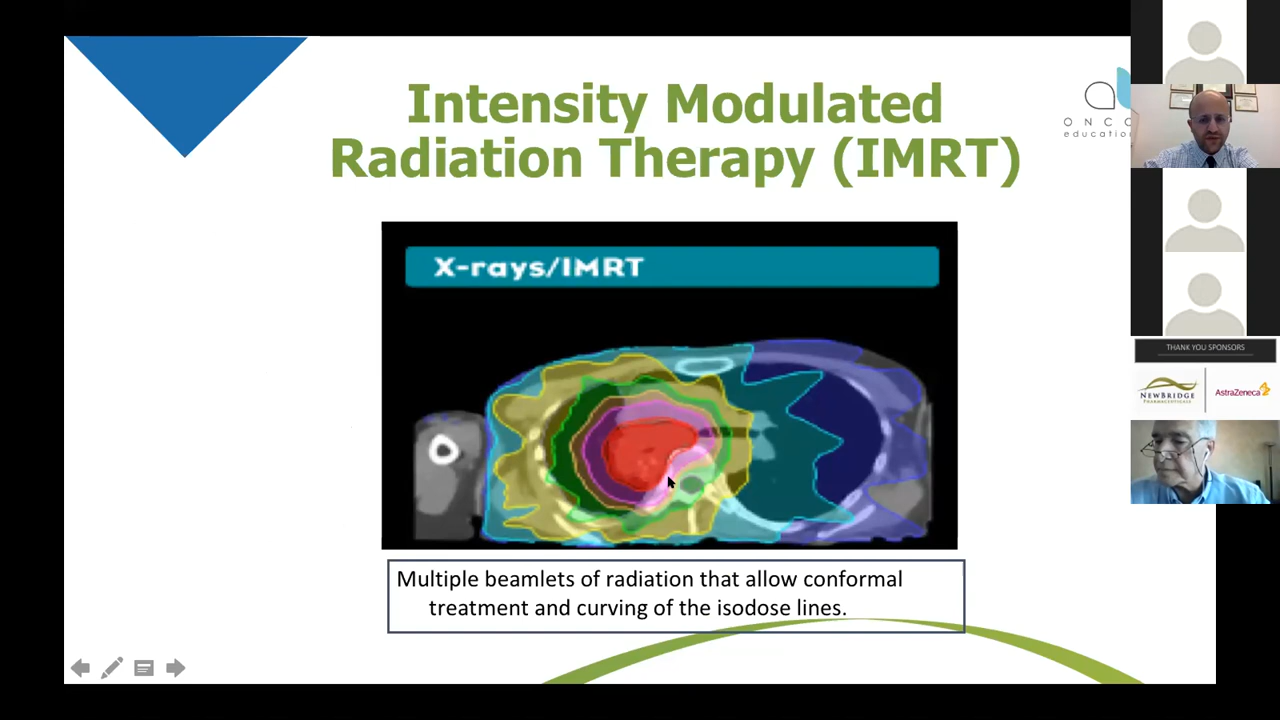 Intensity Modulated
Radiation Therapy (IMRT)
X-rays/IMRT
Multiple beamlets of radiation that allow conformal
treatment and curving of the isodose lines.
THANK YOU SPONSORS
NEWBRIDGE
PHARMACEUTICALS
AstraZeneca